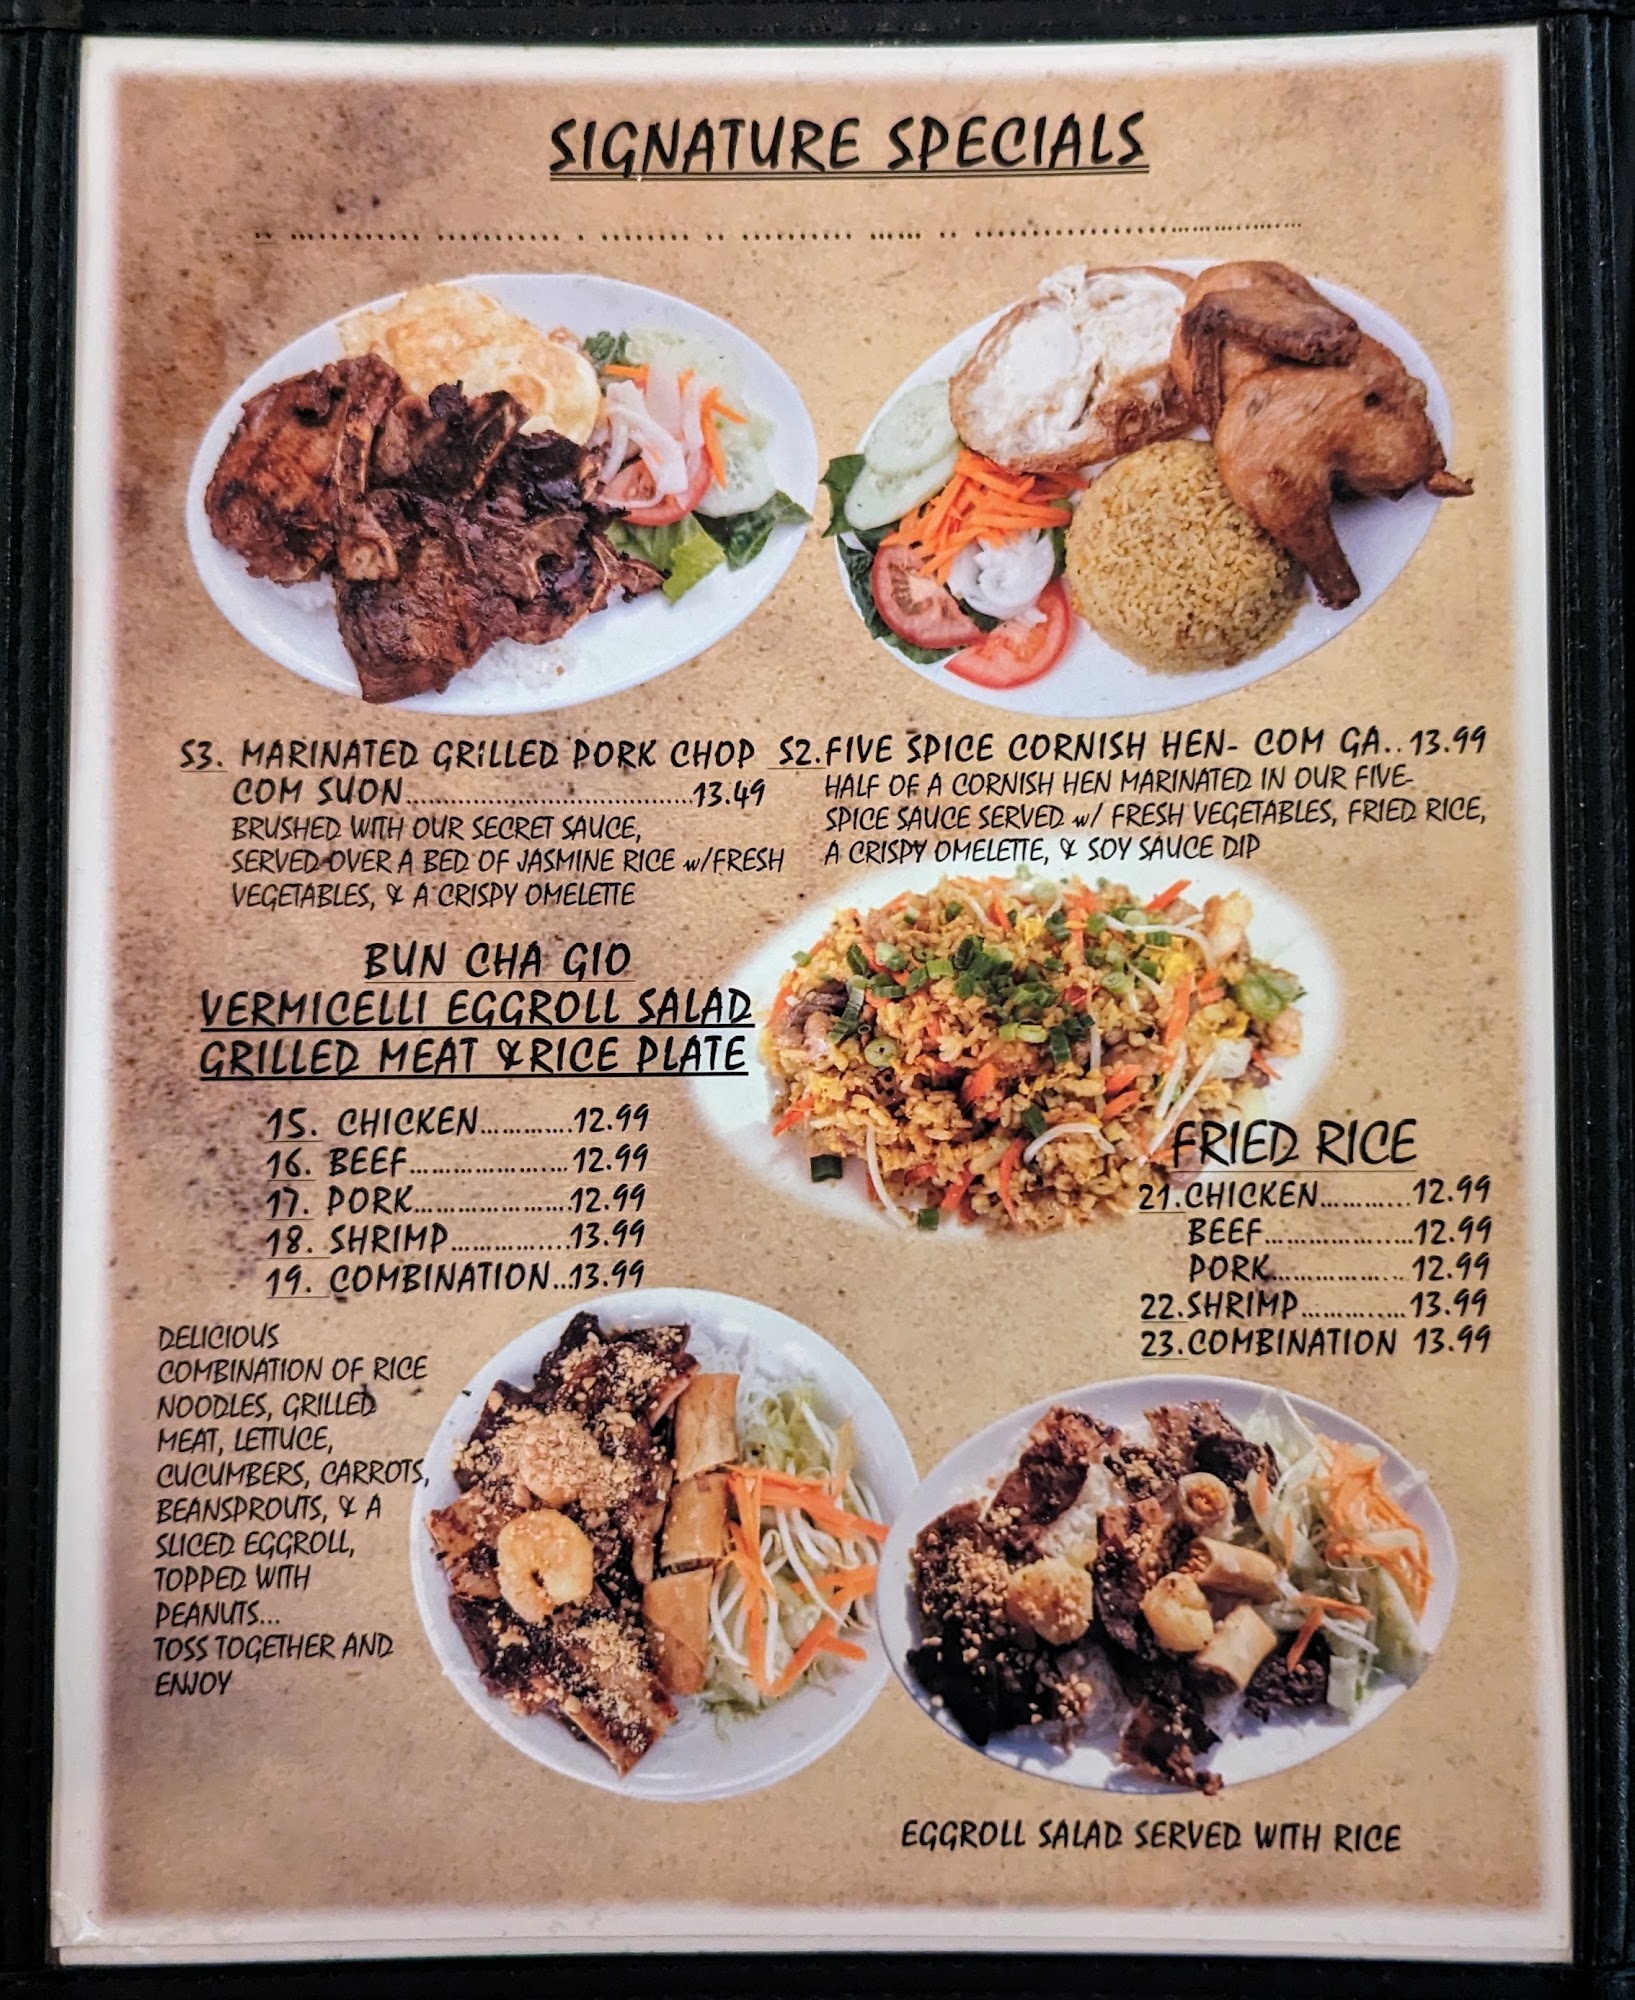 SIGNATURE SPECIALS
S3. MARINATED GRILLED PORK CHOP
COM SUON..........................................13.49
BRUSHED WITH OUR SECRET SAUCE,
SERVED OVER A BED OF JASMINE RICE w/FRESH
VEGETABLES, & A CRISPY OMELETTE
S2.FIVE SPICE CORNISH HEN- COM GA..13.99
HALF OF A CORNISH HEN MARINATED IN OUR FIVE-
SPICE SAUCE SERVED w/ FRESH VEGETABLES, FRIED RICE,
A CRISPY OMELETTE, & SOY SAUCE DIP
BUN CHA GIO
VERMICELLI EGGROLL SALAD
GRILLED MEAT &RICE PLATE
15. CHICKEN.............12.99
16. BEEF......................12.99
17. PORK......................12.99
18. SHRIMP.................13.99
19. COMBINATION...13.99
DELICIOUS
COMBINATION OF RICE
NOODLES, GRILLED
MEAT, LETTUCE,
CUCUMBERS, CARROTS,
BEANSPROUTS, & A
SLICED EGGROLL,
TOPPED WITH
PEANUTS...
TOSS TOGETHER AND
ENJOY
FRIED RICE
21.CHICKEN.............12.99
BEEF......................12.99
PORK....................12.99
22.SHRIMP................13.99
23.COMBINATION 13.99
EGGROLL SALAD SERVED WITH RICE